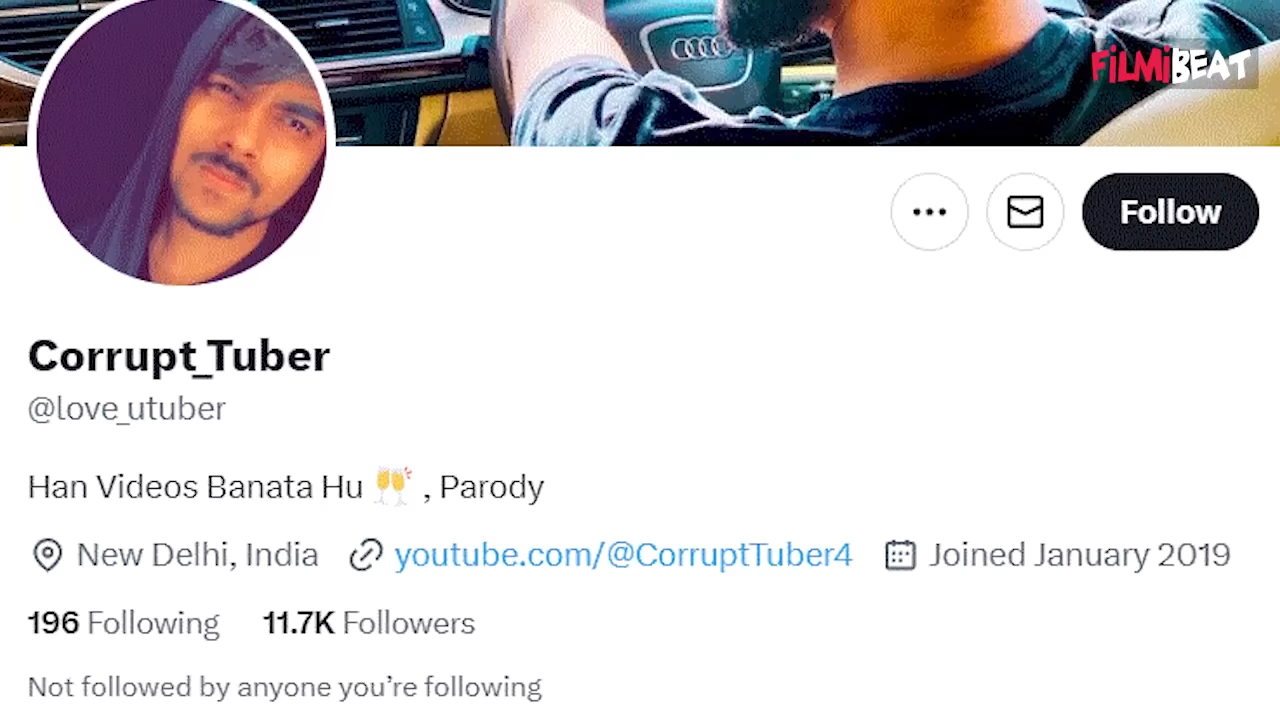 FILMIBEAT
Follow
Corrupt_Tuber
@love_utuber
Han Videos Banata Hu 🥂 , Parody
New Delhi, India youtube.com/@CorruptTuber4 Joined January 2019
196 Following 11.7K Followers
Not followed by anyone you're following